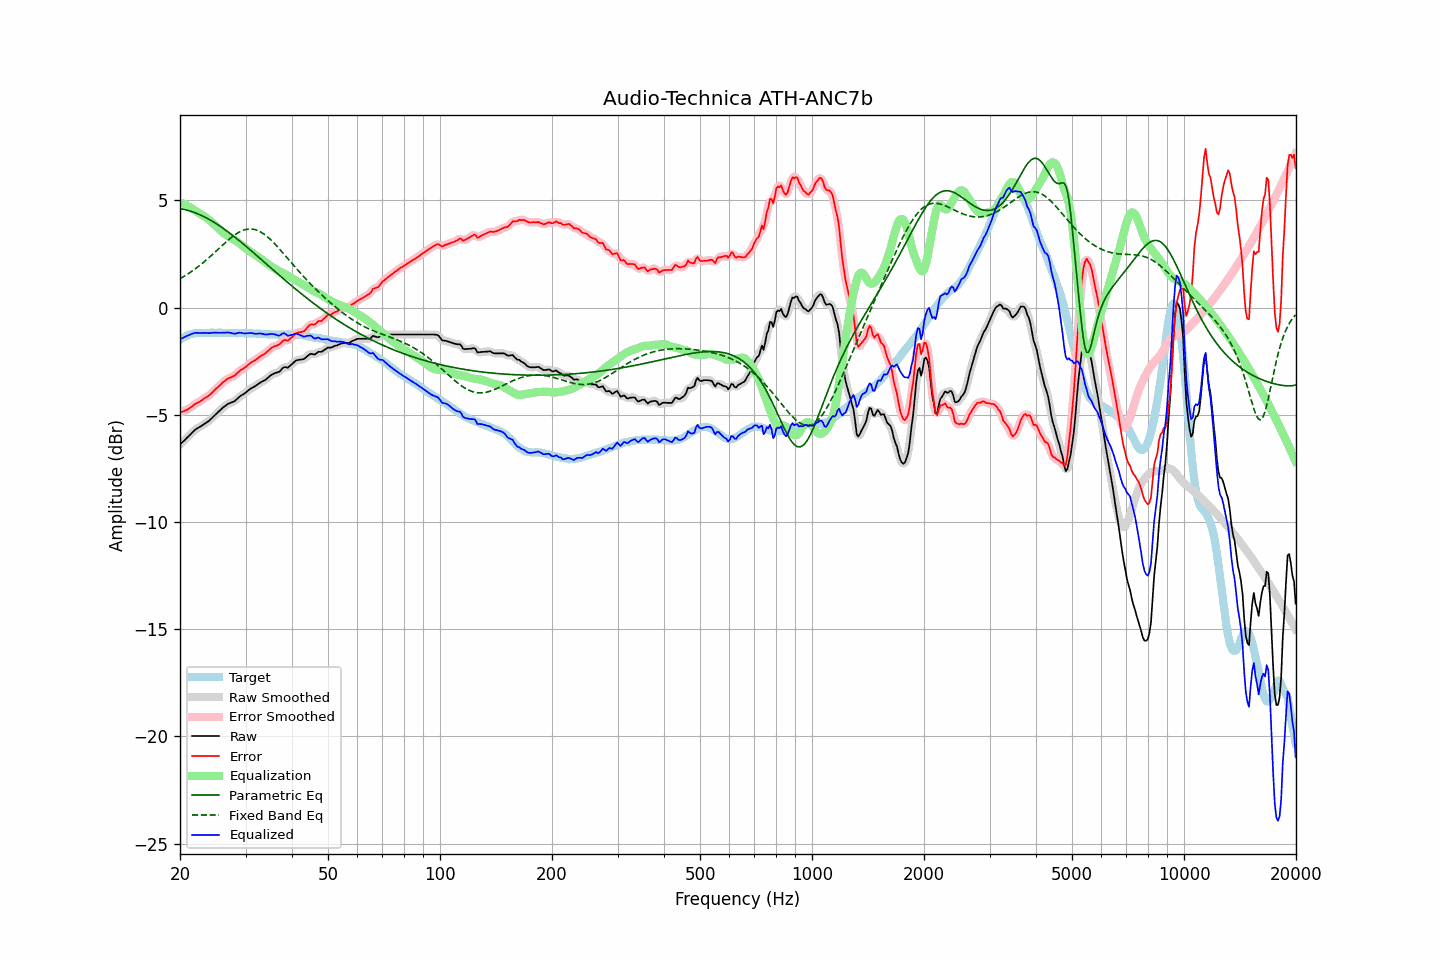 Audio-Technica ATH-ANC7b
Amplitude (dBr)
5
0
−5
−10
−15
−20
−25
Target
Raw Smoothed
Error Smoothed
Raw
Error
Equalization
Parametric Eq
Fixed Band Eq
Equalized
20
50
100
200
500
1000
2000
5000
10000
20000
Frequency (Hz)